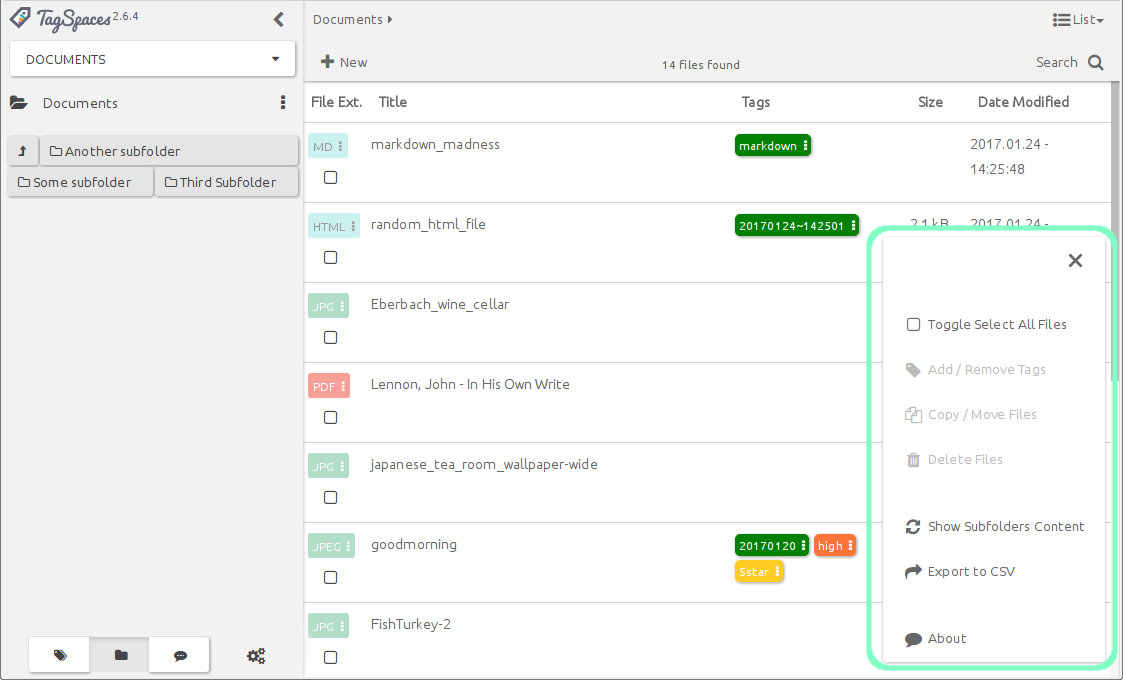 TagSpaces 2.6.4
Documents
List
DOCUMENTS
New
14 files found
Search
Documents
File Ext. Title Tags Size Date Modified
Another subfolder
Some subfolder Third Subfolder
MD markdown_madness markdown 2017.01.24 -
14:25:48
HTML random_html_file 20170124~142501 2.1 kB 2017.01.24 -
JPG Eberbach_wine_cellar
PDF Lennon, John - In His Own Write
JPG japanese_tea_room_wallpaper-wide
JPEG goodmorning 20170120 high
5star
JPG FishTurkey-2
Toggle Select All Files
Add / Remove Tags
Copy / Move Files
Delete Files
Show Subfolders Content
Export to CSV
About